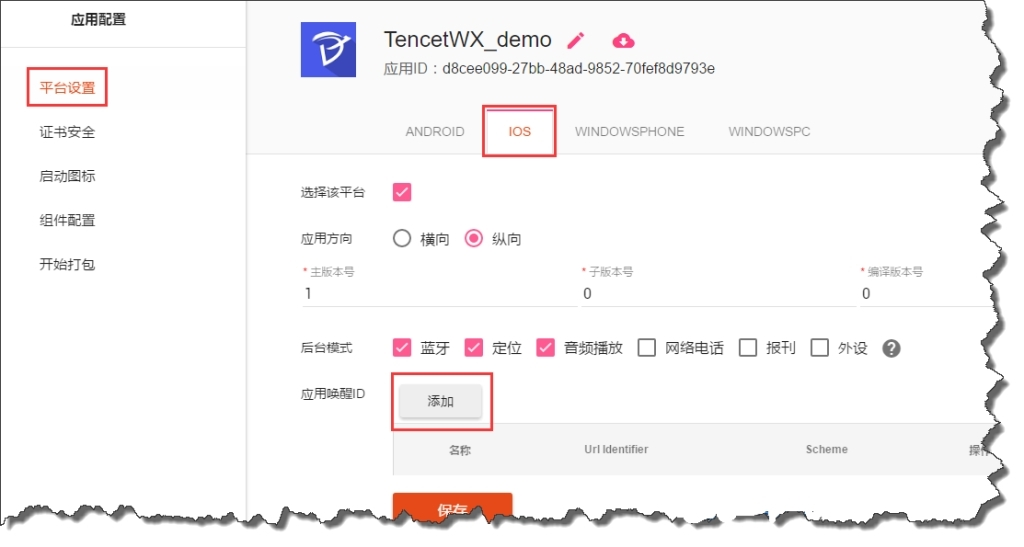 应用配置
平台设置
证书安全
启动图标
组件配置
开始打包
TencetWX_demo
应用ID：d8cee099-27bb-48ad-9852-70fef8d9793e
ANDROID IOS WINDOWSPHONE WINDOWSPC
选择该平台
应用方向 横向 纵向
* 主版本号 * 子版本号 * 编译版本号
1 0 0
后台模式 蓝牙 定位 音频播放 网络电话 报刊 外设 ?
应用唤醒ID 添加
名称 Url Identifier Scheme 操作
保存